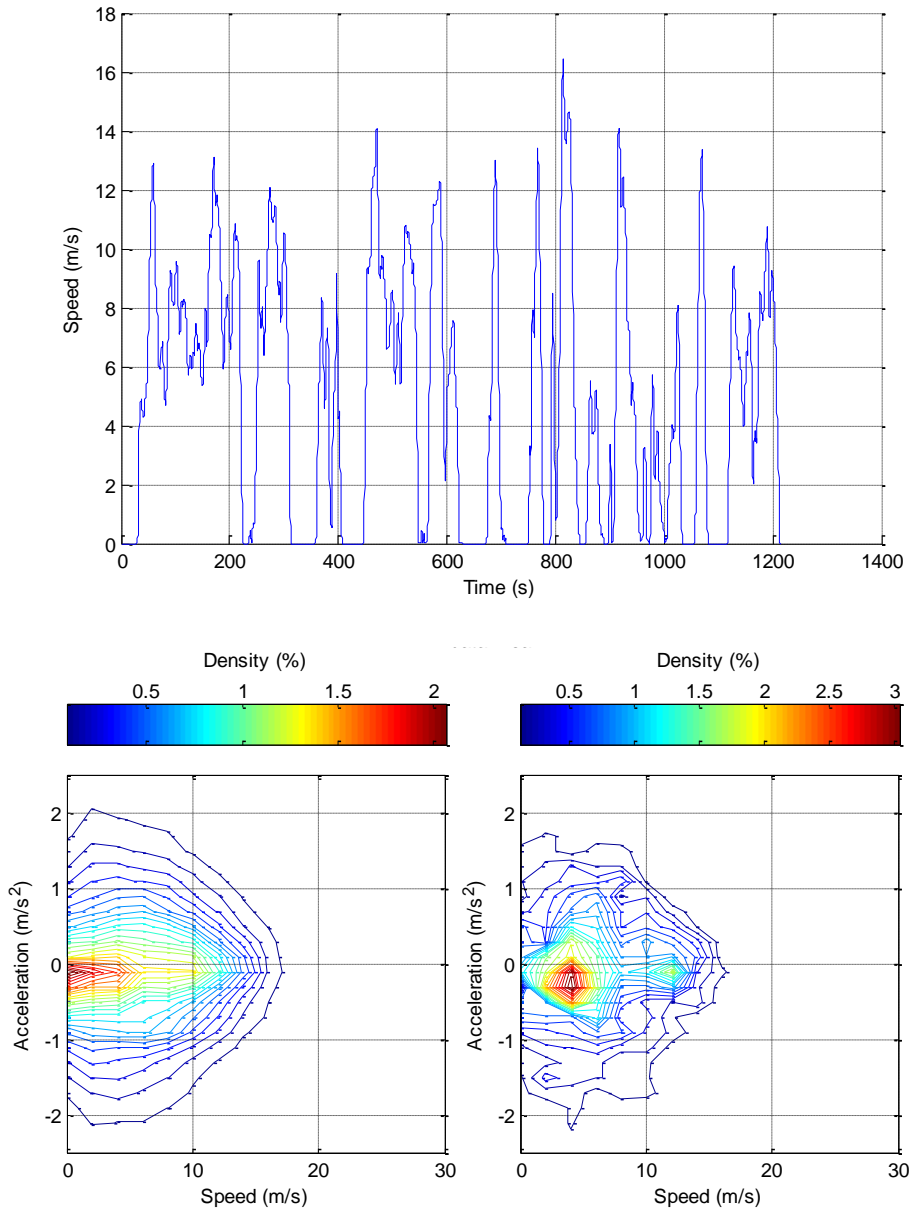 18
16
14
12
10
8
6
4
2
0
Speed (m/s)
0 200 400 600 800 1000 1200 1400
Time (s)
Density (%) Density (%)
0.5 1 1.5 2 0.5 1 1.5 2 2.5 3
2 2
1 1
0 0
-1 -1
-2 -2
Acceleration (m/s²) Acceleration (m/s²)
0 10 20 30 0 10 20 30
Speed (m/s) Speed (m/s)